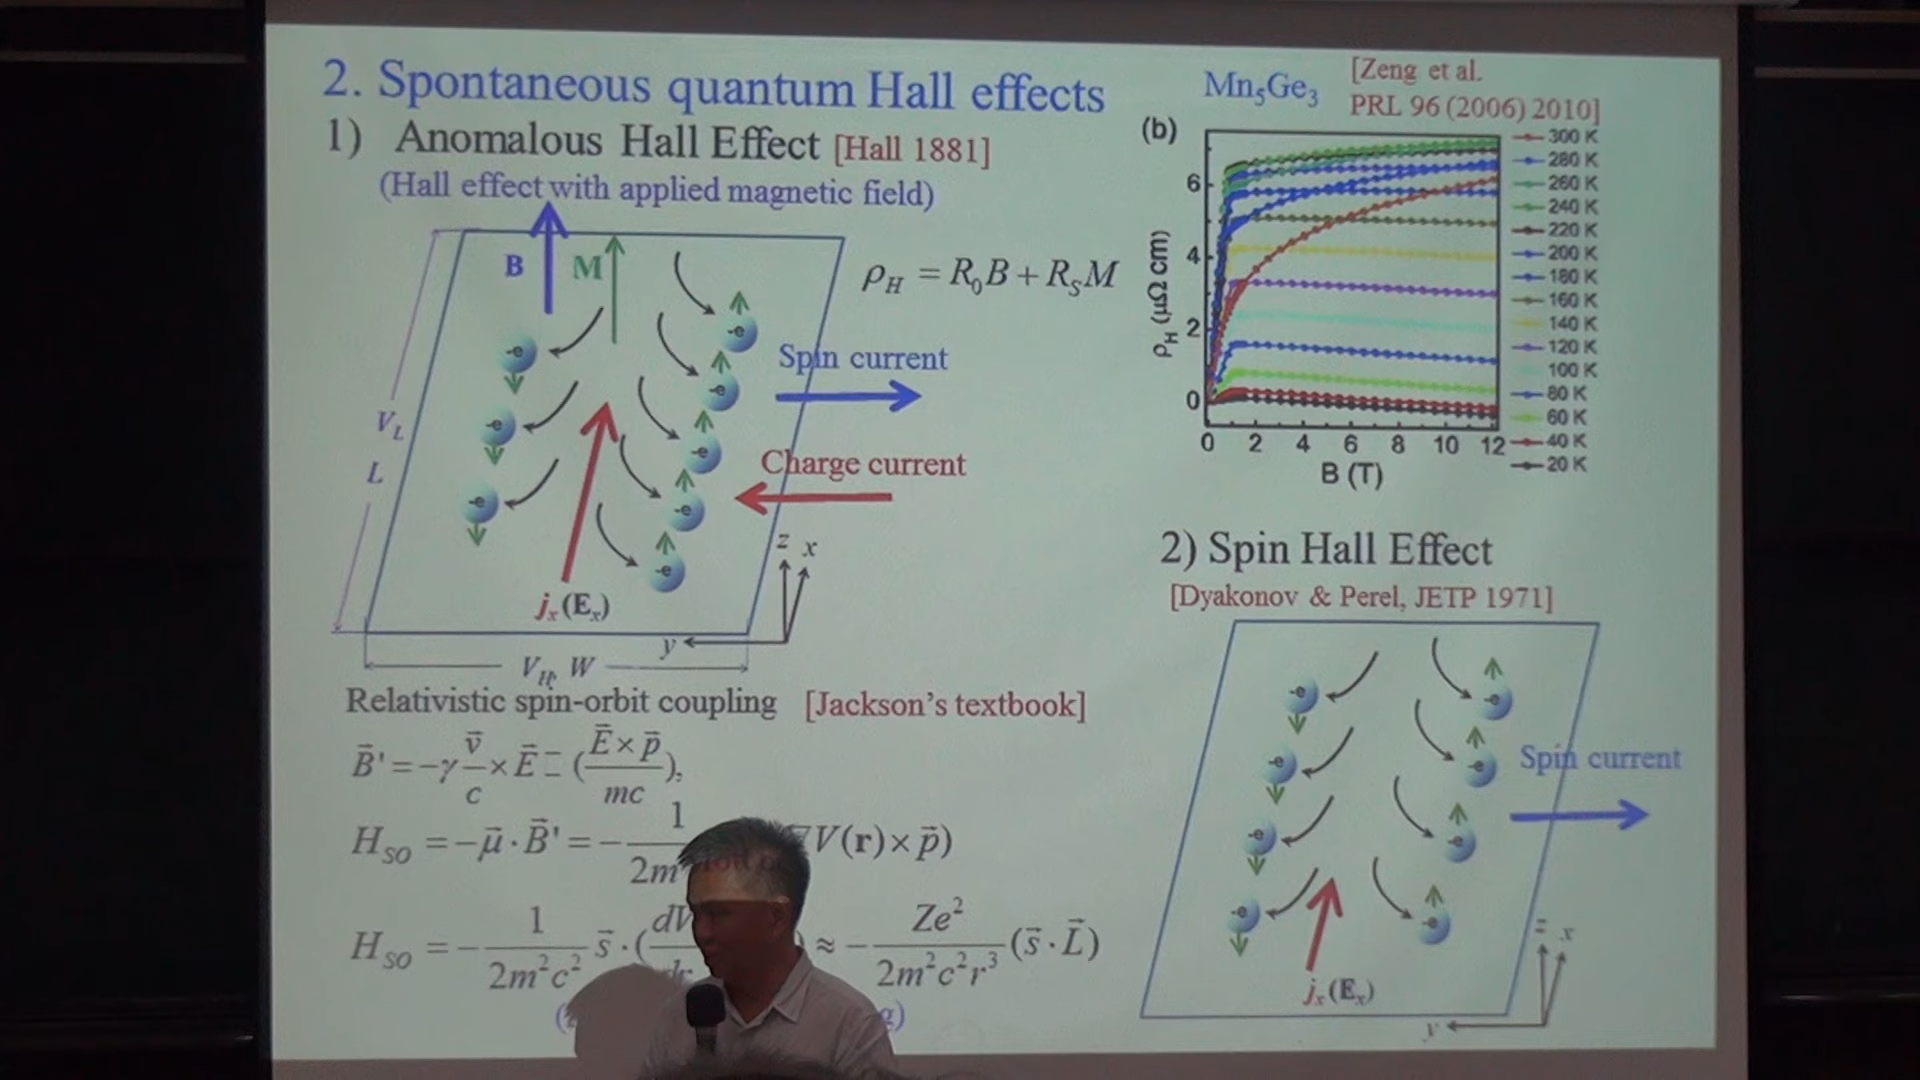 2. Spontaneous quantum Hall effects
1) Anomalous Hall Effect [Hall 1881]
(Hall effect with applied magnetic field)
B
M
ρ_H = R_0B + R_SM
-e
-e
-e
-e
-e
-e
-e
-e
Spin current
Charge current
V_L
L
j_x(E_x)
z x
y
V_H, W
Relativistic spin-orbit coupling [Jackson's textbook]
B⃗' = -γ v⃗/c × E⃗ (E⃗ × p⃗/mc),
H_SO = -μ⃗ · B⃗' = - 1/2m V(r) × p⃗)
H_SO = - 1/2m²c² s⃗ · (dV/dr ) ≈ - Ze²/2m²c²r³ (s⃗ · L⃗)
Mn₅Ge₃
[Zeng et al.
PRL 96 (2006) 2010]
(b)
ρ_H (μΩ cm)
6
4
2
0
0 2 4 6 8 10 12
B (T)
300 K
280 K
260 K
240 K
220 K
200 K
180 K
160 K
140 K
120 K
100 K
80 K
60 K
40 K
20 K
2) Spin Hall Effect
[Dyakonov & Perel, JETP 1971]
-e
-e
-e
-e
-e
-e
-e
-e
Spin current
j_x(E_x)
z x
y